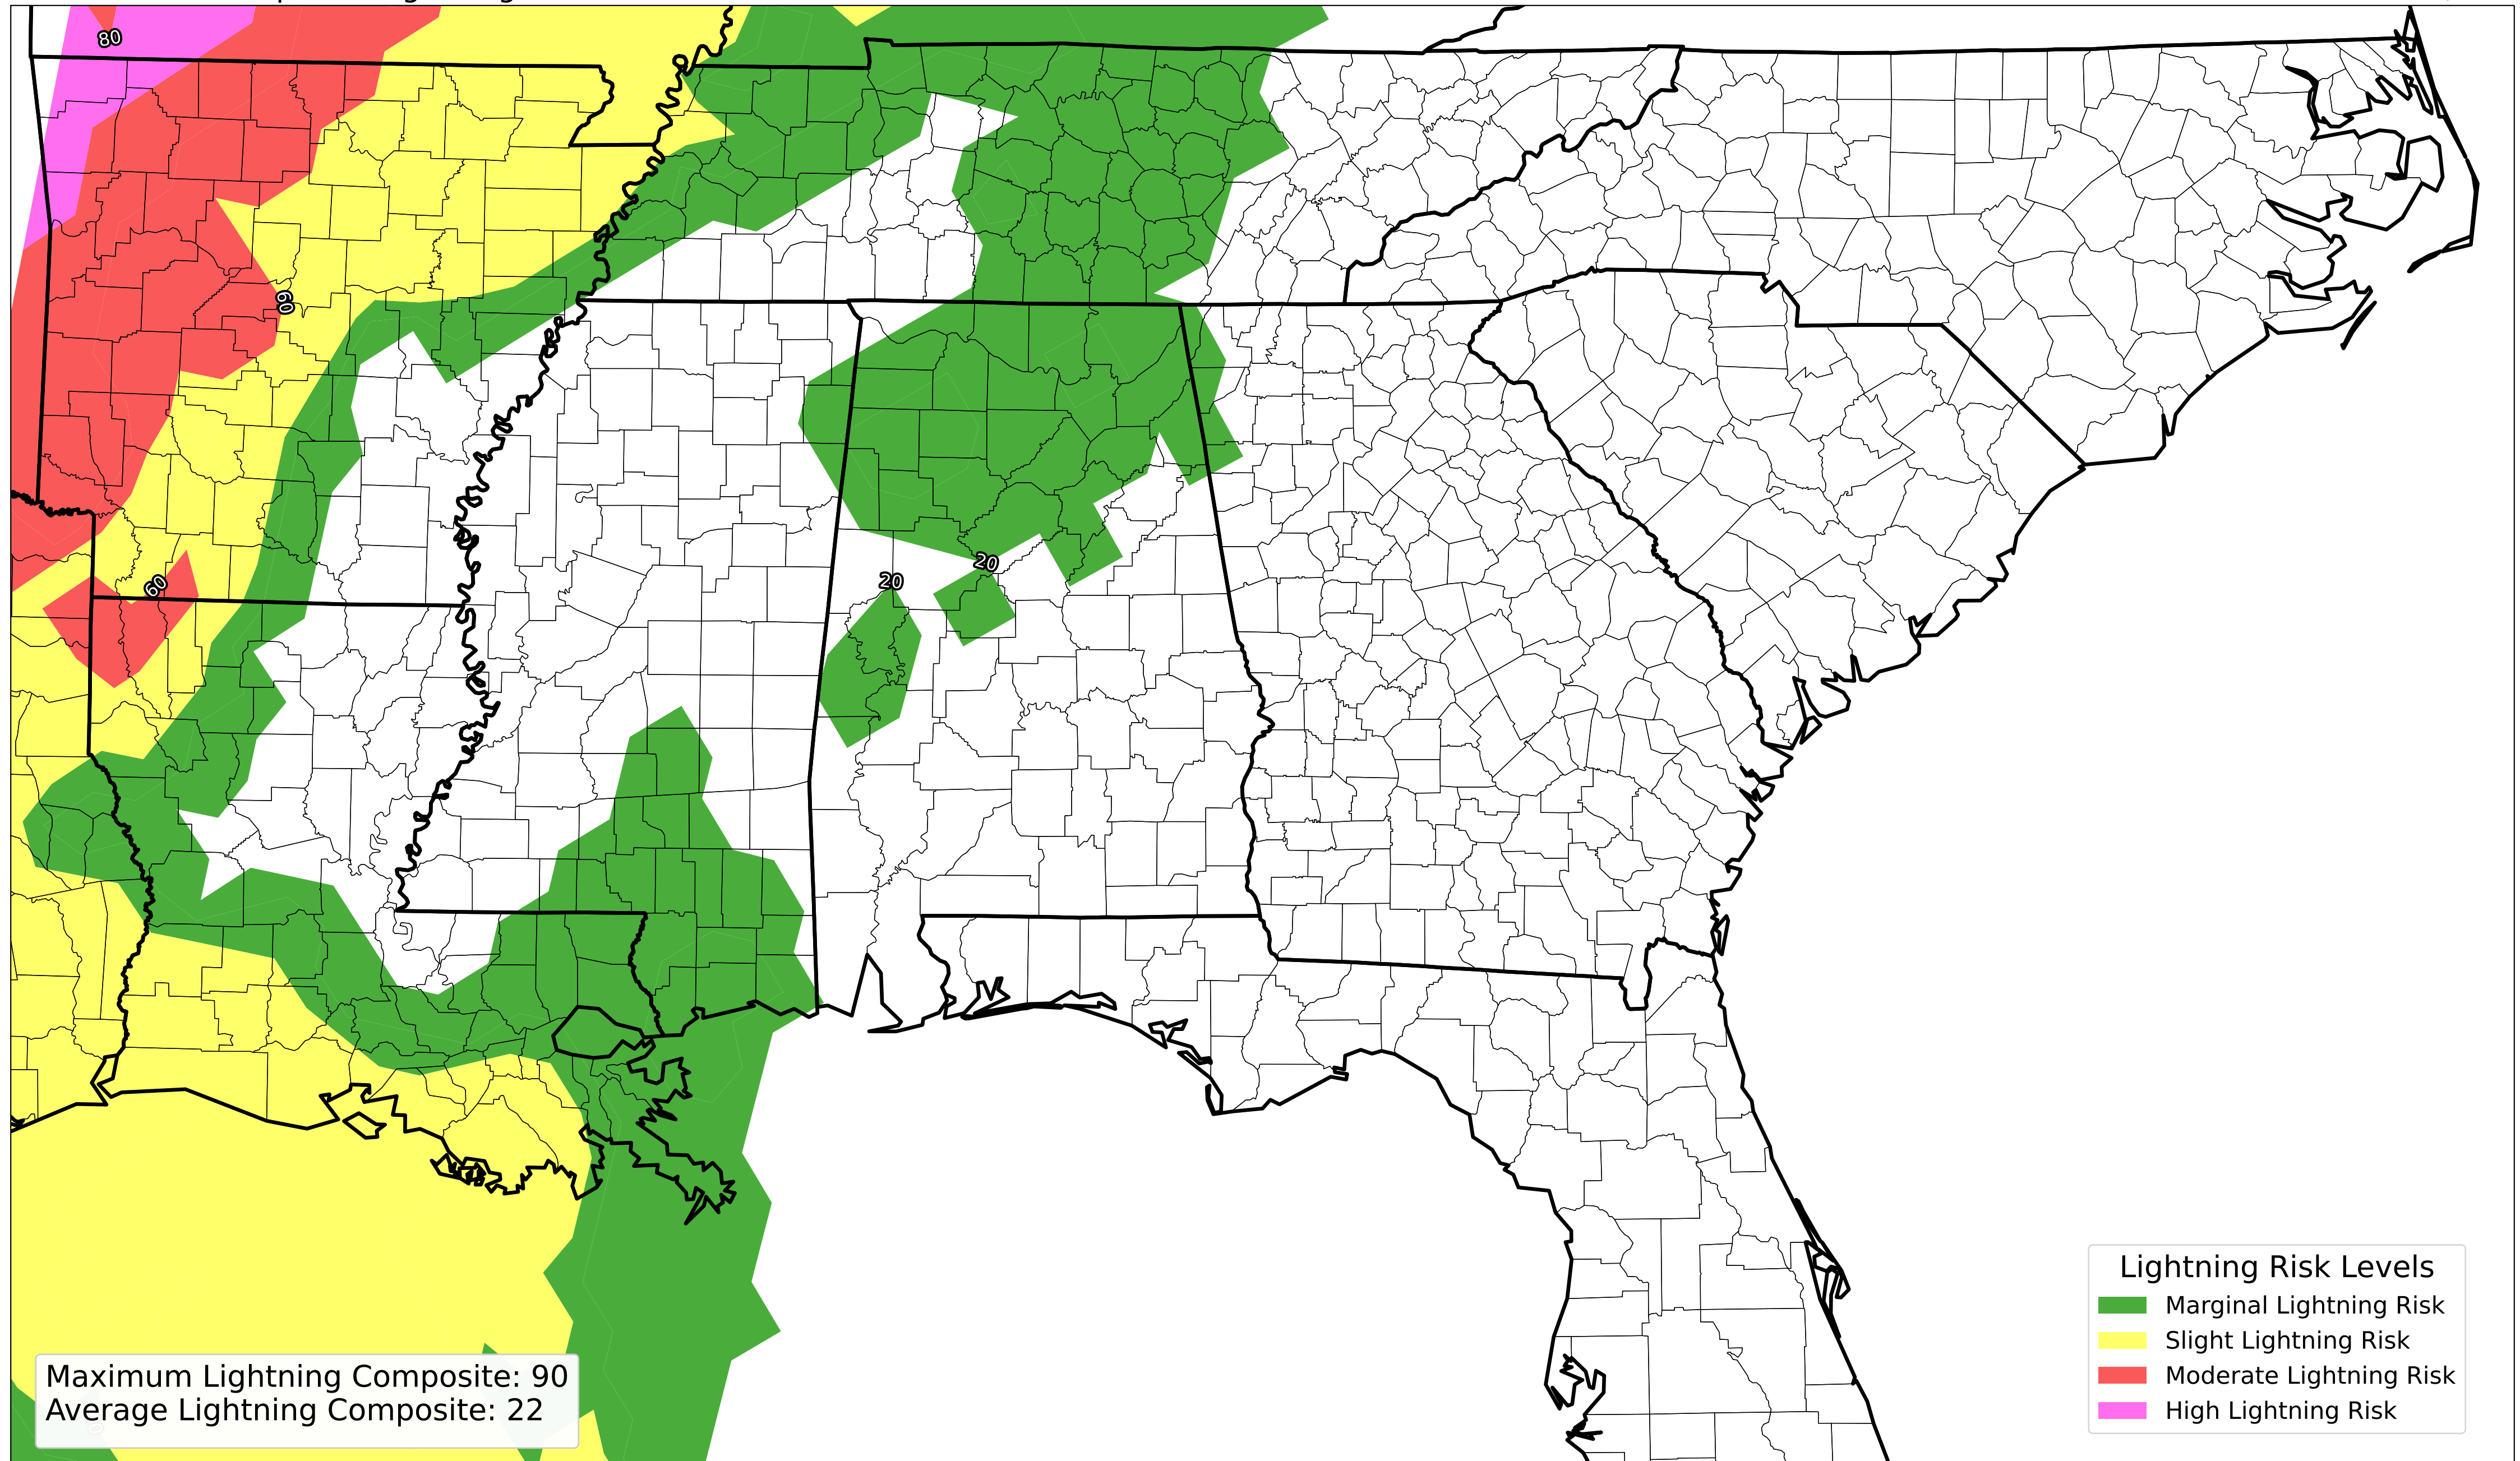 80
60
60
20
20
Maximum Lightning Composite: 90
Average Lightning Composite: 22
Lightning Risk Levels
Marginal Lightning Risk
Slight Lightning Risk
Moderate Lightning Risk
High Lightning Risk